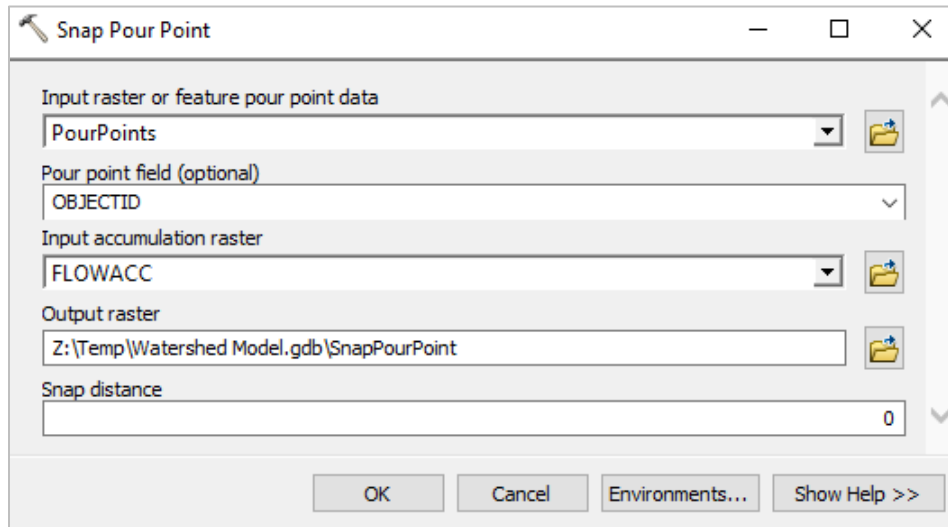 Snap Pour Point
Input raster or feature pour point data
PourPoints
Pour point field (optional)
OBJECTID
Input accumulation raster
FLOWACC
Output raster
Z:\Temp\Watershed Model.gdb\SnapPourPoint
Snap distance
0
OK Cancel Environments... Show Help >>